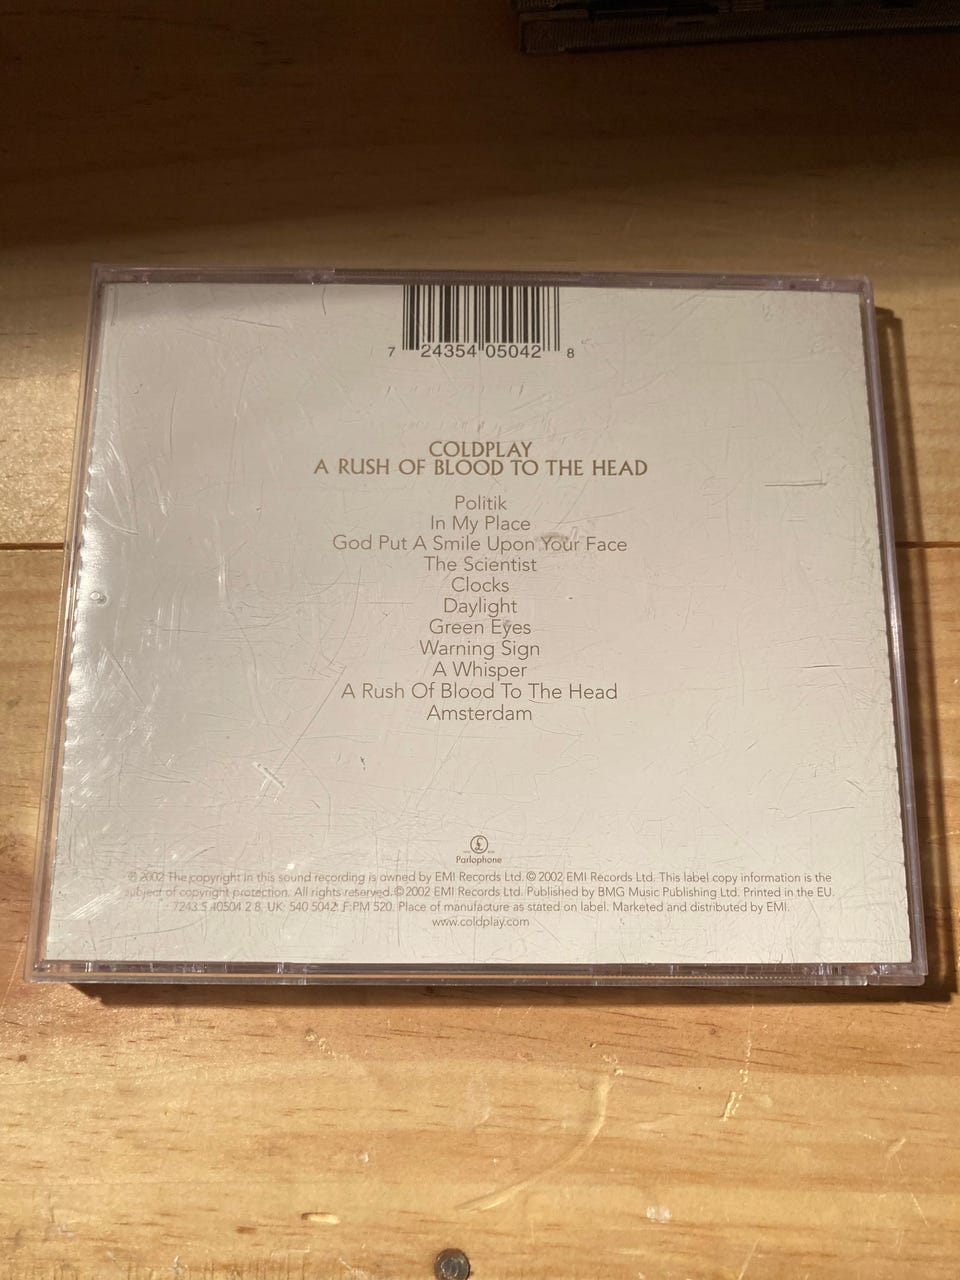 7 24354 05042 8
COLDPLAY
A RUSH OF BLOOD TO THE HEAD
Politik
In My Place
God Put A Smile Upon Your Face
The Scientist
Clocks
Daylight
Green Eyes
Warning Sign
A Whisper
A Rush Of Blood To The Head
Amsterdam
£
Parlophone
℗ 2002 The copyright in this sound recording is owned by EMI Records Ltd. © 2002 EMI Records Ltd. This label copy information is the
subject of copyright protection. All rights reserved. © 2002 EMI Records Ltd. Published by BMG Music Publishing Ltd. Printed in the EU.
7243 5 40504 2 8 UK: 540 5042. F:PM 520. Place of manufacture as stated on label. Marketed and distributed by EMI.
www.coldplay.com